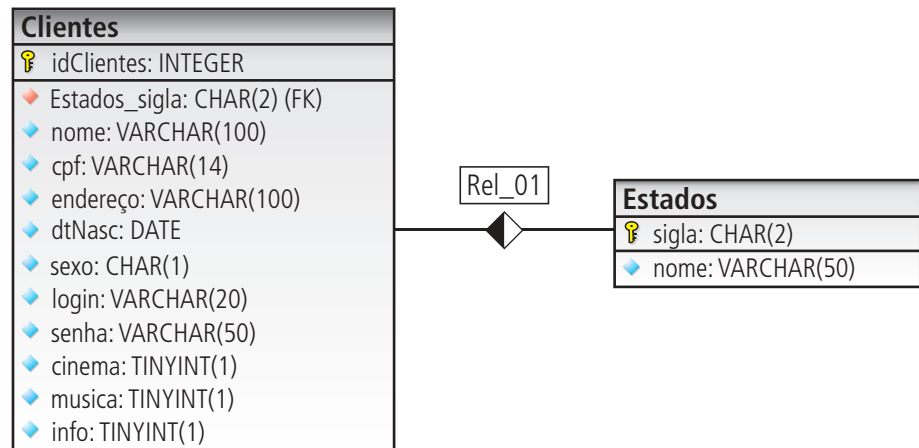 Clientes
idClientes: INTEGER
Estados_sigla: CHAR(2) (FK)
nome: VARCHAR(100)
cpf: VARCHAR(14)
endereço: VARCHAR(100)
dtNasc: DATE
sexo: CHAR(1)
login: VARCHAR(20)
senha: VARCHAR(50)
cinema: TINYINT(1)
musica: TINYINT(1)
info: TINYINT(1)
Rel_01
Estados
sigla: CHAR(2)
nome: VARCHAR(50)